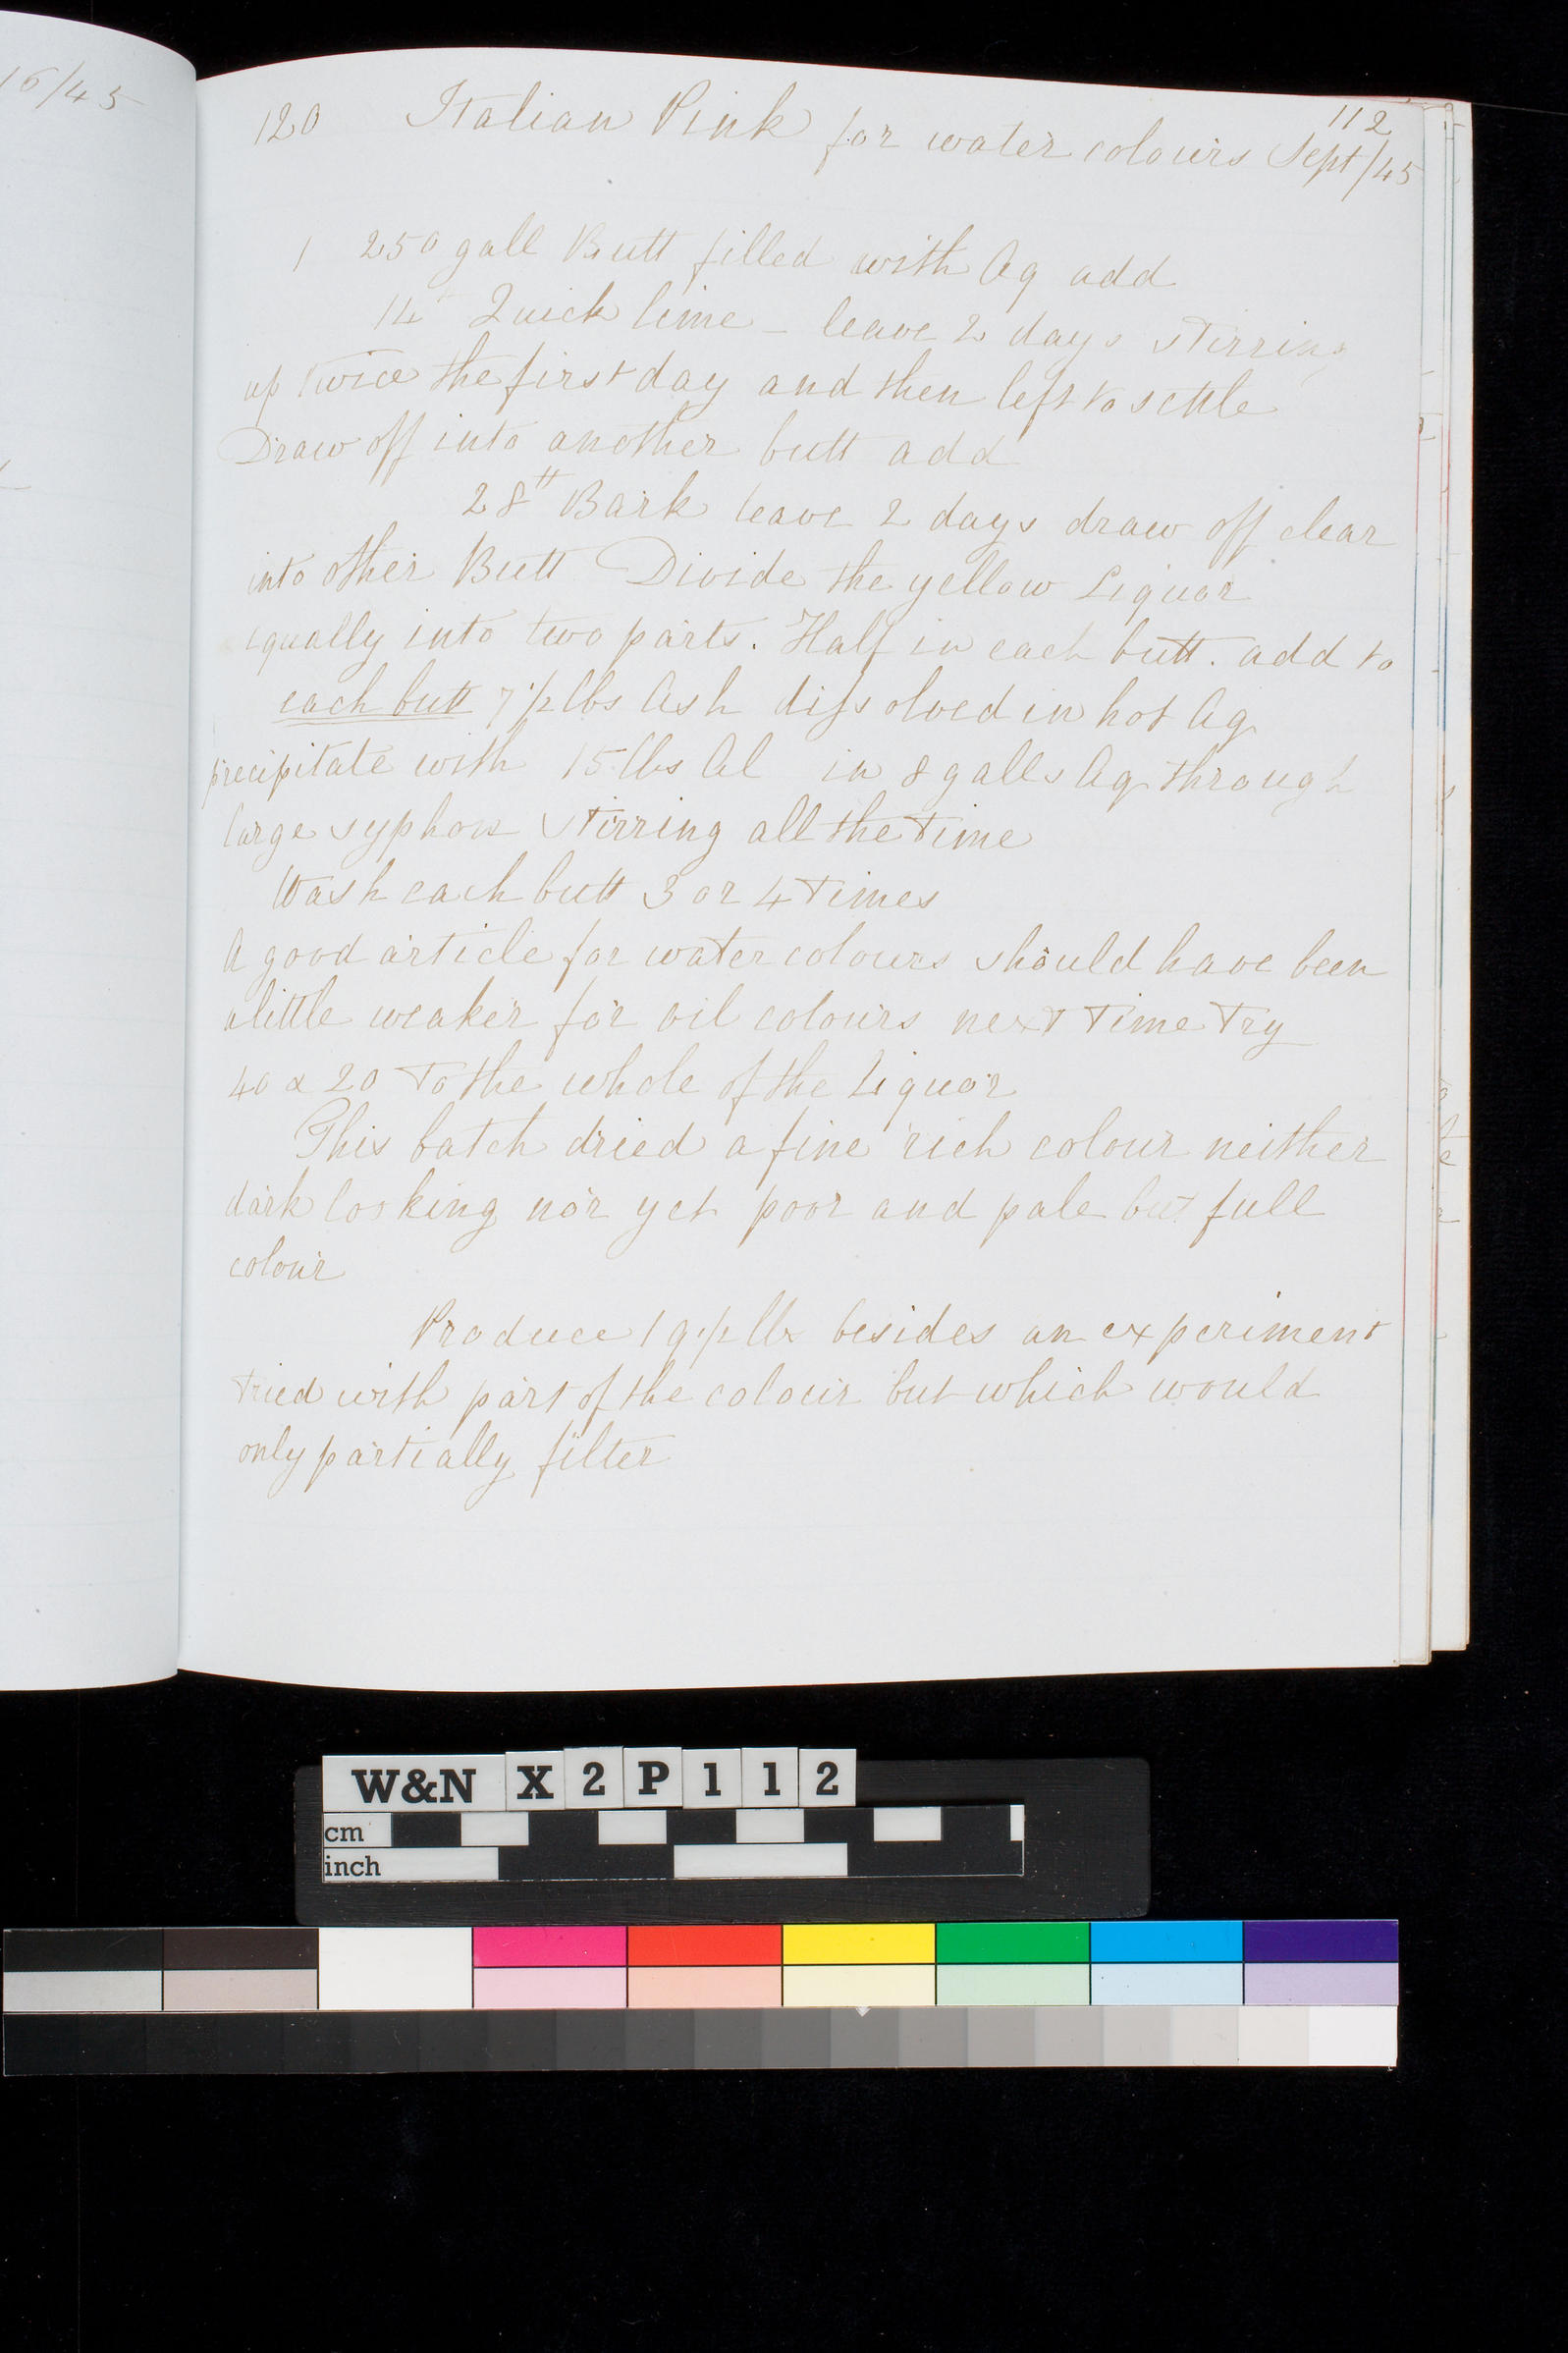 16/45
112
120 Italian Pink for water colours Sept/45
1 250 gall Butt filled with Aq add
14 Quick lime - leave 2 days stirring
up twice the first day and then left to settle
Draw off into another butt add
28 tt Bark leave 2 days draw off clear
into other Butt Divide the yellow Liquor
equally into two parts. Half in each butt. add to
each butt 7 1/2 lbs Ash dissolved in hot Aq
precipitate with 15 lbs Al in 8 galls Aq through
large syphon stirring all the time
Wash each butt 3 or 4 times
A good article for water colours should have been
a little weaker for oil colours next time try
40 & 20 to the whole of the Liquor
This batch dried a fine rich colour neither
dark looking nor yet poor and pale but full
colour
Produce 19 1/2 lbs besides an experiment
tried with part of the colour but which would
only partially filter
W&N X 2 P 1 1 2
cm
inch